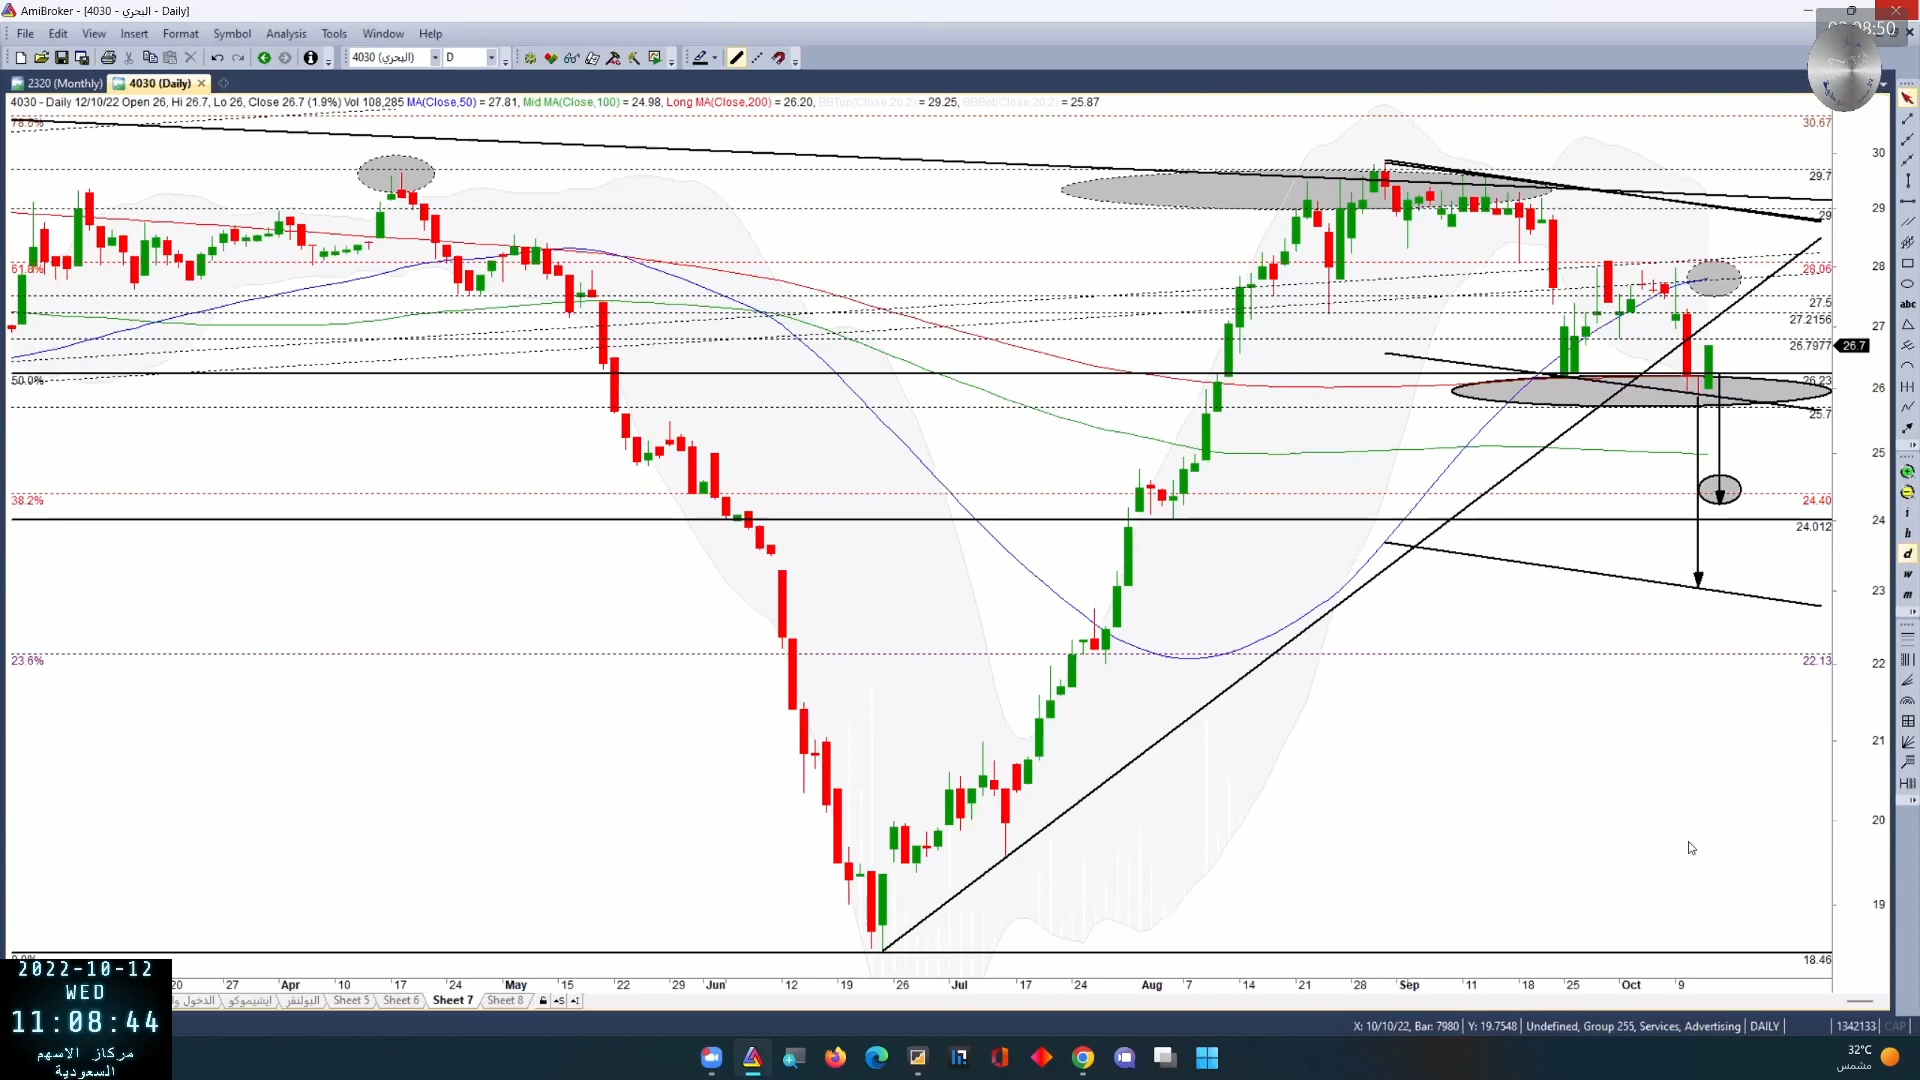 AmiBroker - [4030 - البحري - Daily]
File Edit View Insert Format Symbol Analysis Tools Window Help
4030 (البحري) D
2320 (Monthly) 4030 (Daily)
4030 - Daily 12/10/22 Open 26, Hi 26.7, Lo 26, Close 26.7 (1.9%) Vol 108,285 MA(Close,50) = 27.81, Mid MA(Close,100) = 24.98, Long MA(Close,200) = 26.20, BBTop(Close,20,2) = 29.25, BBBot(Close,20,2) = 25.87
78.6% 30.67
30
29.7
29
29
61.8% 28.06 28
27.5
27.2156 27
26.7977 26.7
50.0% 26.23
26
25.7
25
38.2% 24.40
24
24.012
23
23.6% 22.13 22
21
20
19
18.46
20 27 Apr 10 17 24 May 15 22 29 Jun 12 19 26 Jul 17 24 Aug 7 14 21 28 Sep 11 18 25 Oct 9
البولنقر ايشيموكو Sheet 5 Sheet 6 Sheet 7 Sheet 8
X: 10/10/22, Bar: 7980 Y: 19.7548 Undefined, Group 255, Services, Advertising DAILY 1342133 CAP
2022-10-12
WED
11:08:44
مركاز الاسهم
السعودية
abc
i
h
d
w
m
32°C
مشمس